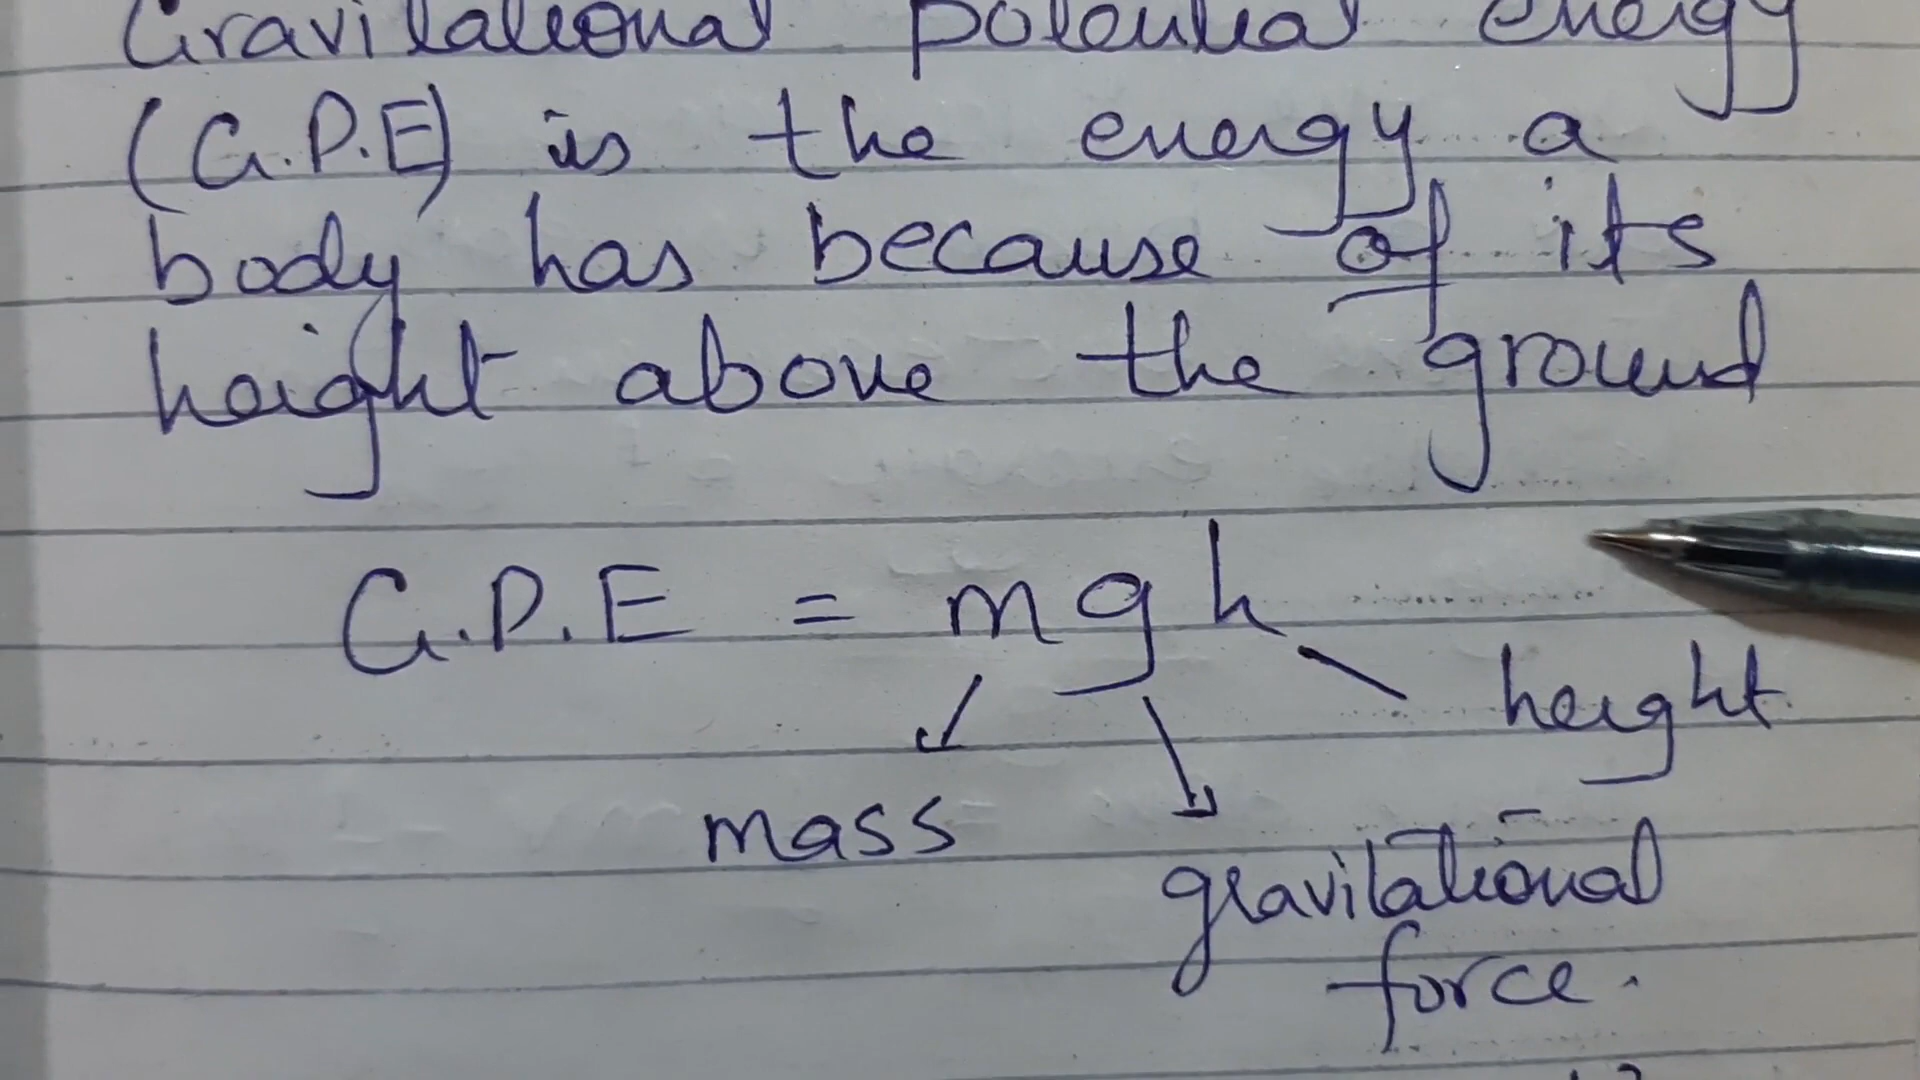 Gravitational potential energy
(G.P.E) is the energy a
body has because of its
height above the ground
G.P.E = mgh
height
mass
gravitational
force.